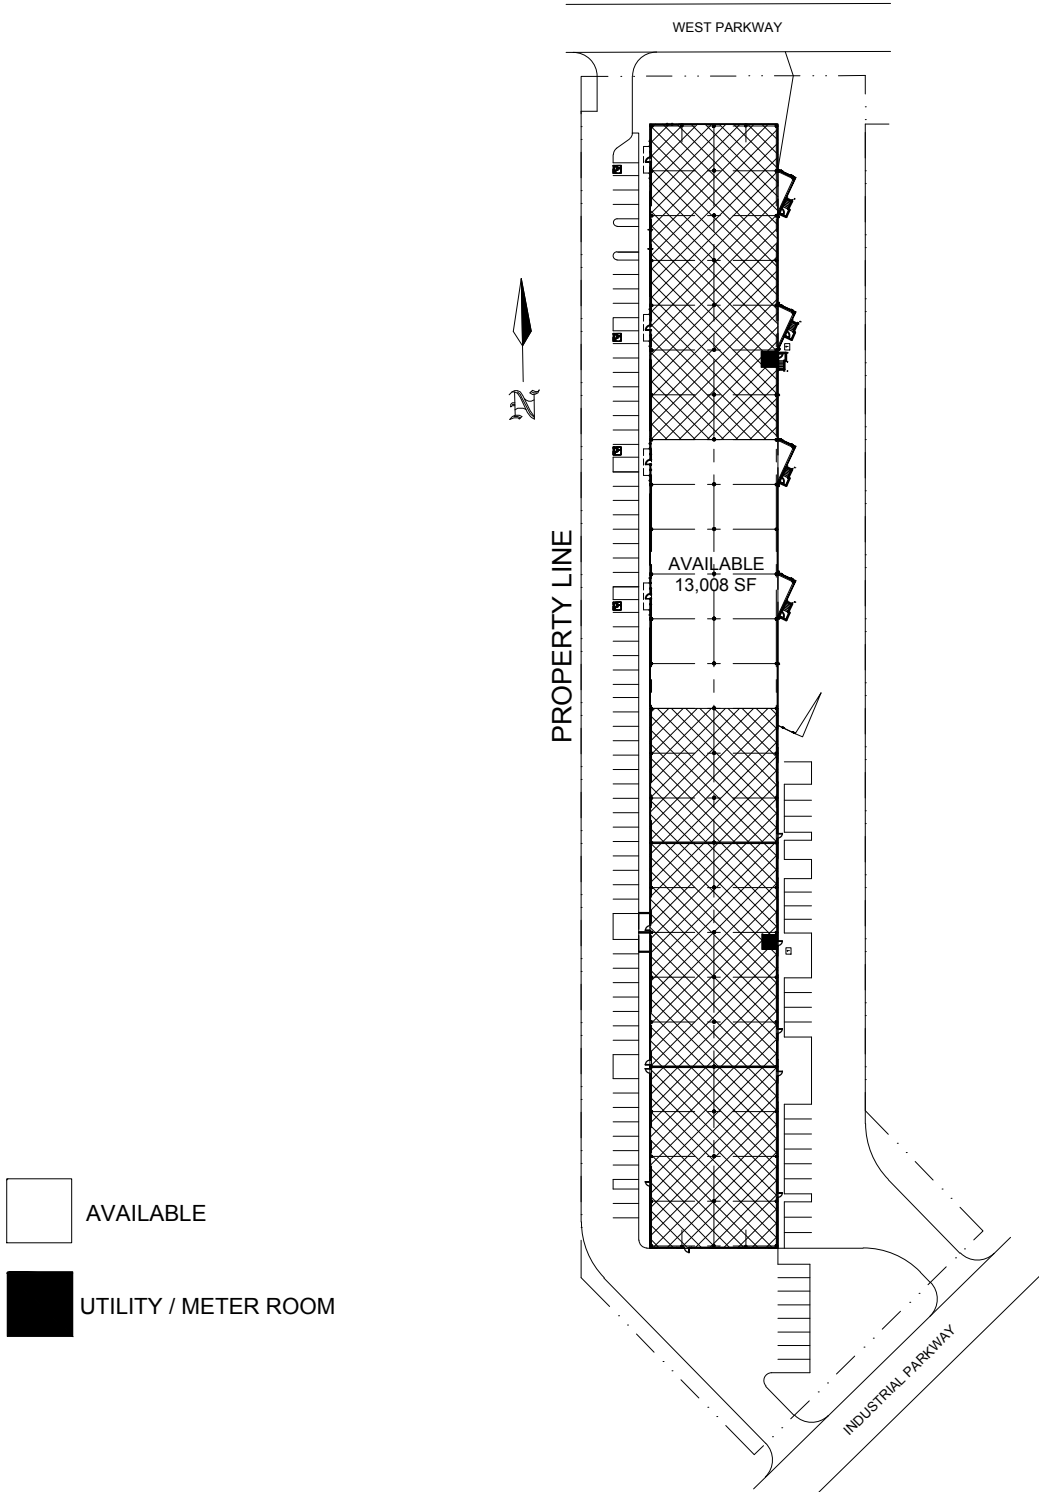 WEST PARKWAY
N
PROPERTY LINE
AVAILABLE
13,008 SF
AVAILABLE
UTILITY / METER ROOM
INDUSTRIAL PARKWAY